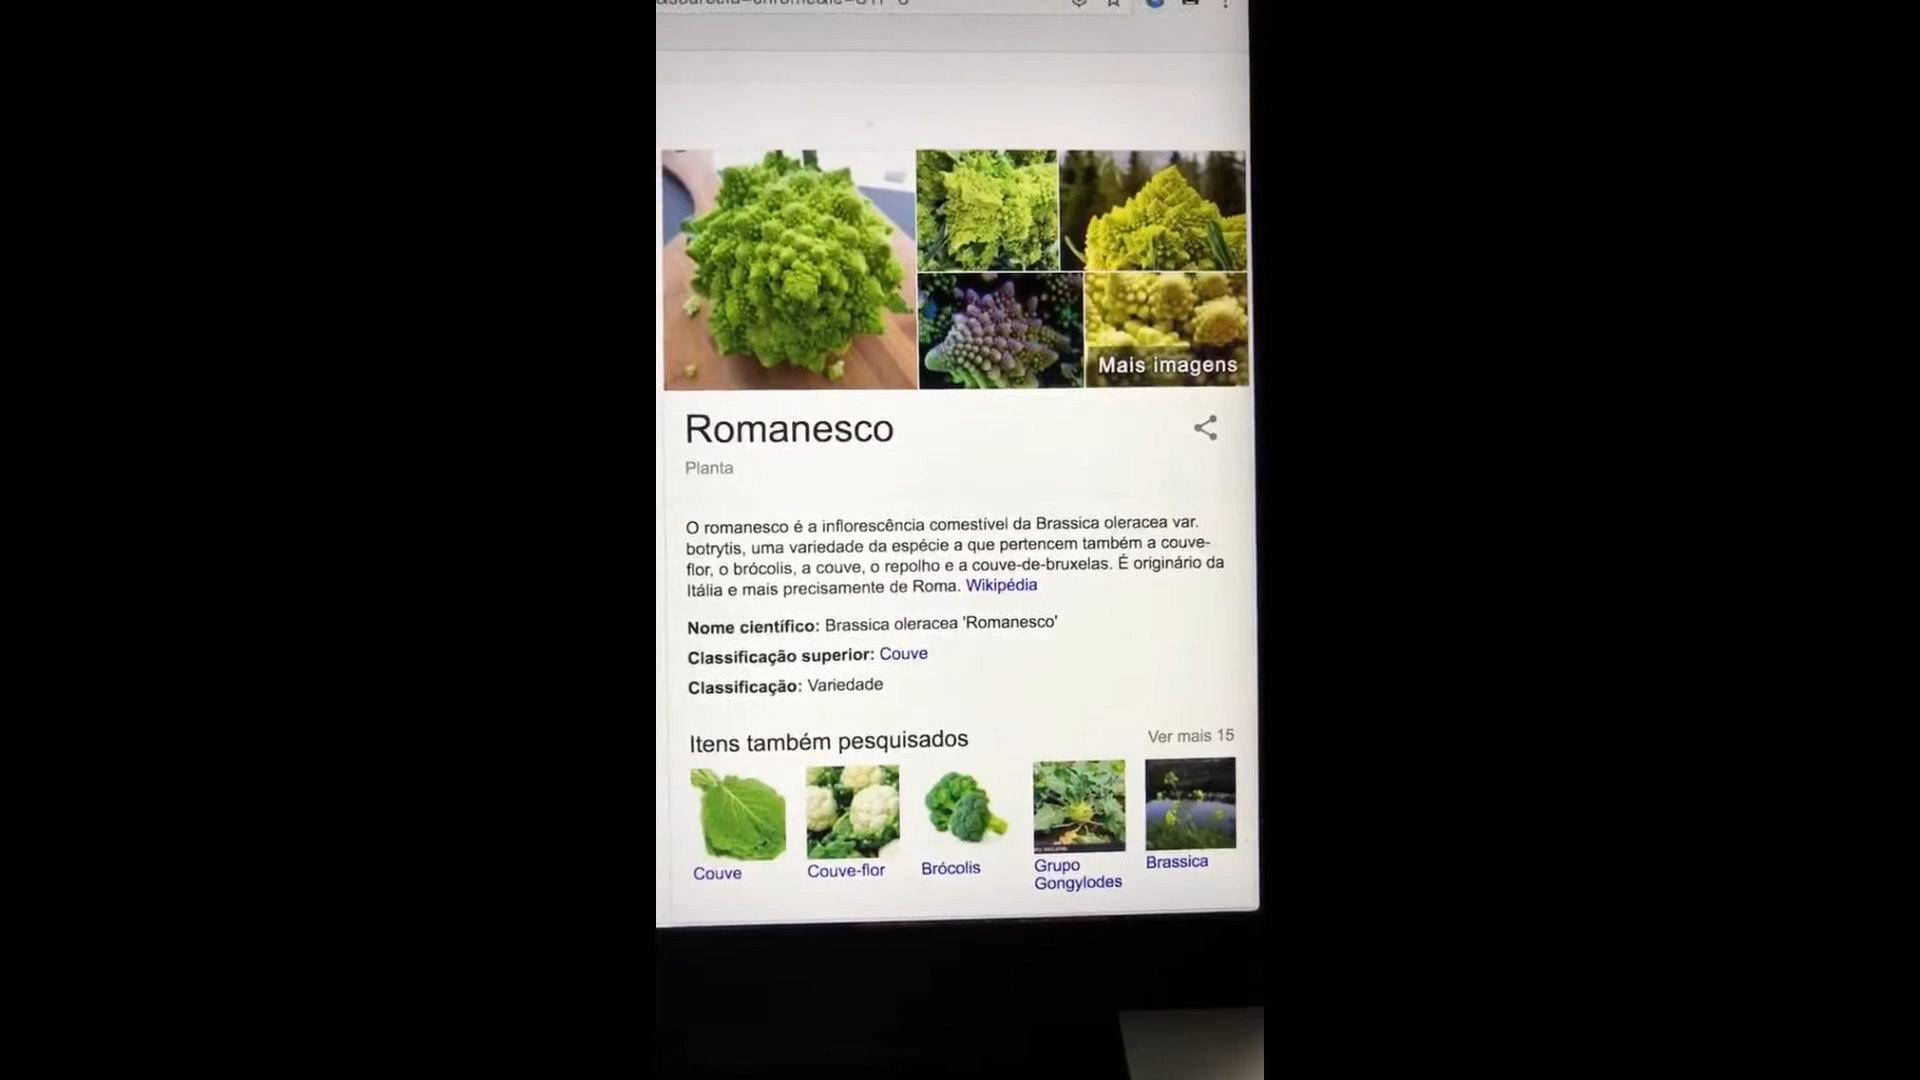 Mais imagens
Romanesco
Planta
O romanesco é a inflorescência comestível da Brassica oleracea var.
botrytis, uma variedade da espécie a que pertencem também a couve-
flor, o brócolis, a couve, o repolho e a couve-de-bruxelas. É originário da
Itália e mais precisamente de Roma. Wikipédia
Nome científico: Brassica oleracea 'Romanesco'
Classificação superior: Couve
Classificação: Variedade
Itens também pesquisados
Ver mais 15
Couve
Couve-flor
Brócolis
Grupo
Gongylodes
Brassica